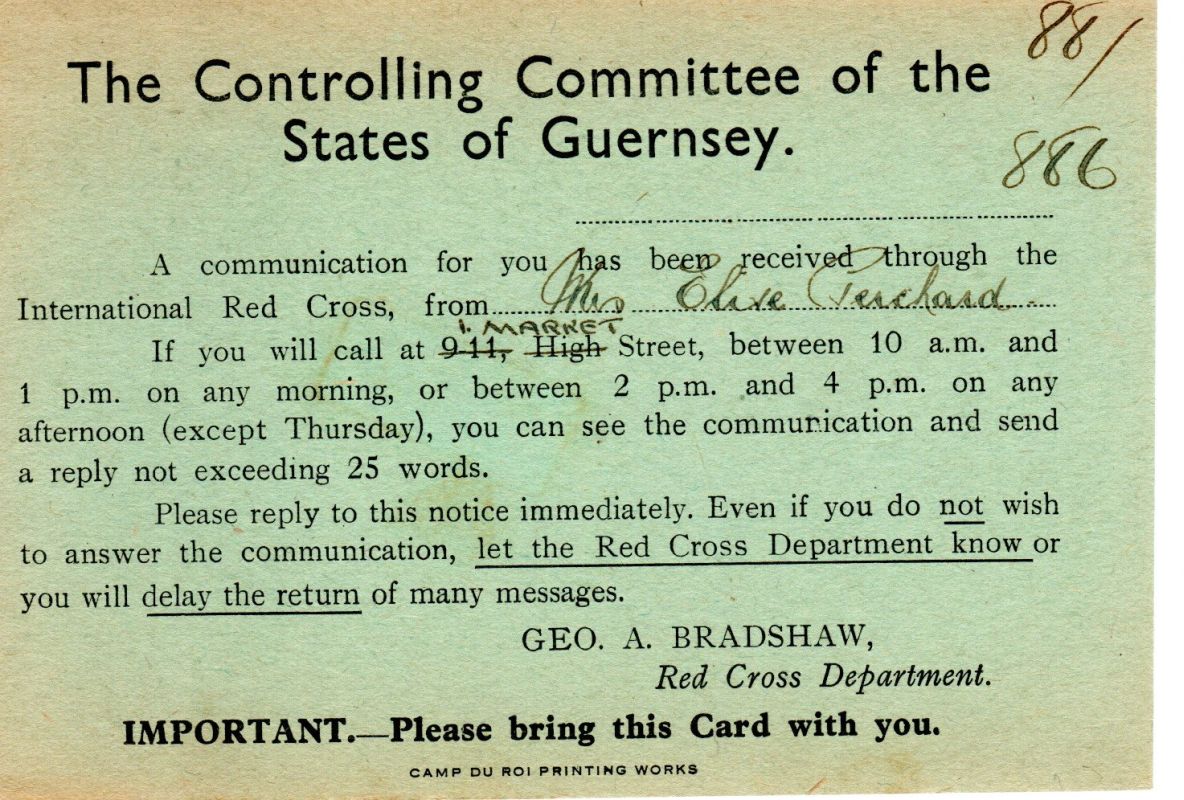 88/
The Controlling Committee of the
States of Guernsey.
886
A communication for you has been received through the
International Red Cross, from Mrs Elise Perchard
1. MARKET
If you will call at 9-11, High Street, between 10 a.m. and
1 p.m. on any morning, or between 2 p.m. and 4 p.m. on any
afternoon (except Thursday), you can see the communication and send
a reply not exceeding 25 words.
Please reply to this notice immediately. Even if you do not wish
to answer the communication, let the Red Cross Department know or
you will delay the return of many messages.
GEO. A. BRADSHAW,
Red Cross Department.
IMPORTANT.—Please bring this Card with you.
CAMP DU ROI PRINTING WORKS